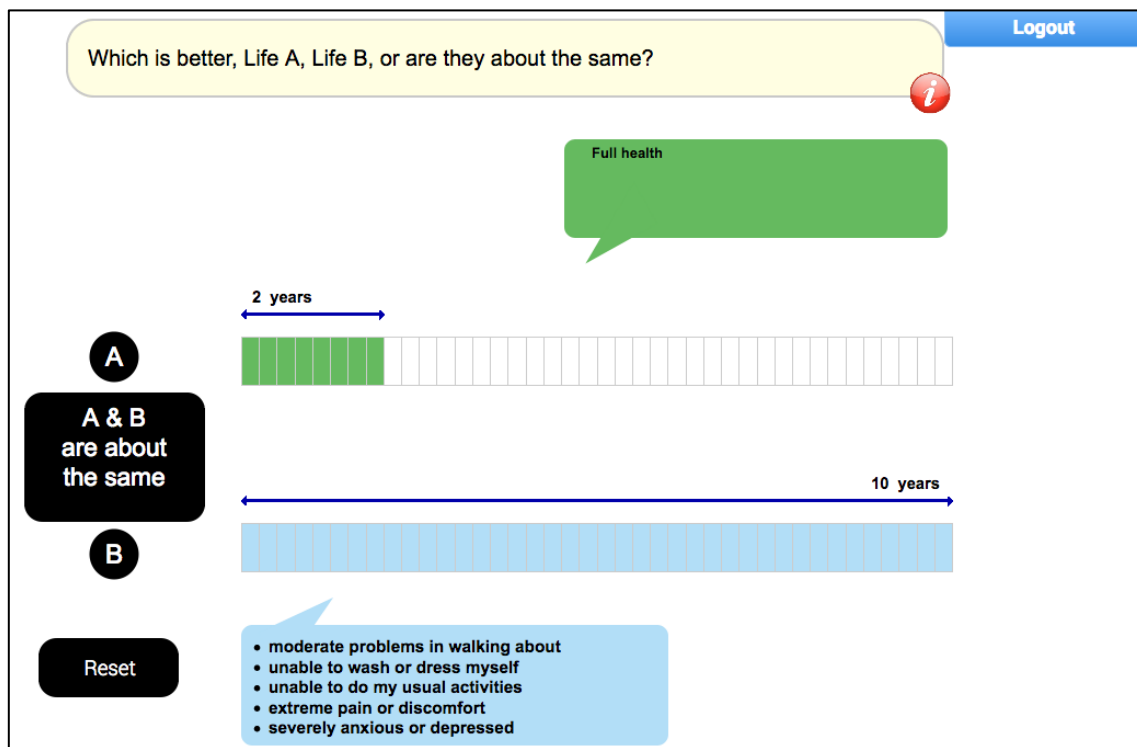 Logout
Which is better, Life A, Life B, or are they about the same?
i
Full health
2 years
A
A & B
are about
the same
10 years
B
Reset
• moderate problems in walking about
• unable to wash or dress myself
• unable to do my usual activities
• extreme pain or discomfort
• severely anxious or depressed